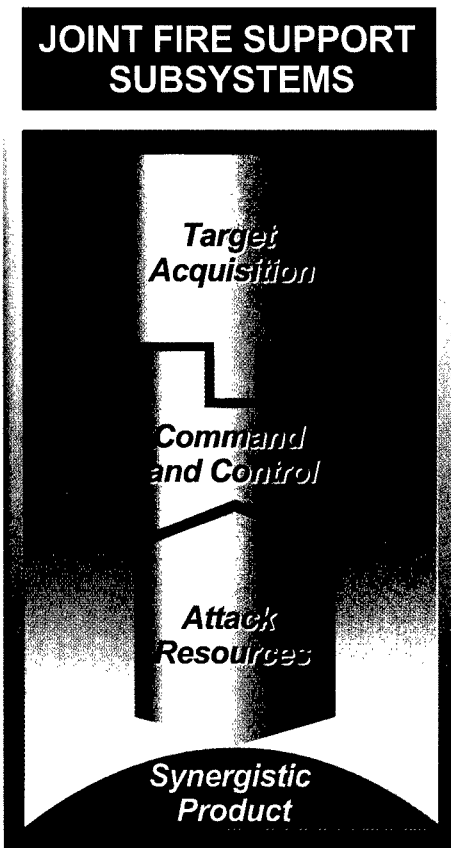 JOINT FIRE SUPPORT
SUBSYSTEMS
Target
Acquisition
Command
and Control
Attack
Resources
Synergistic
Product